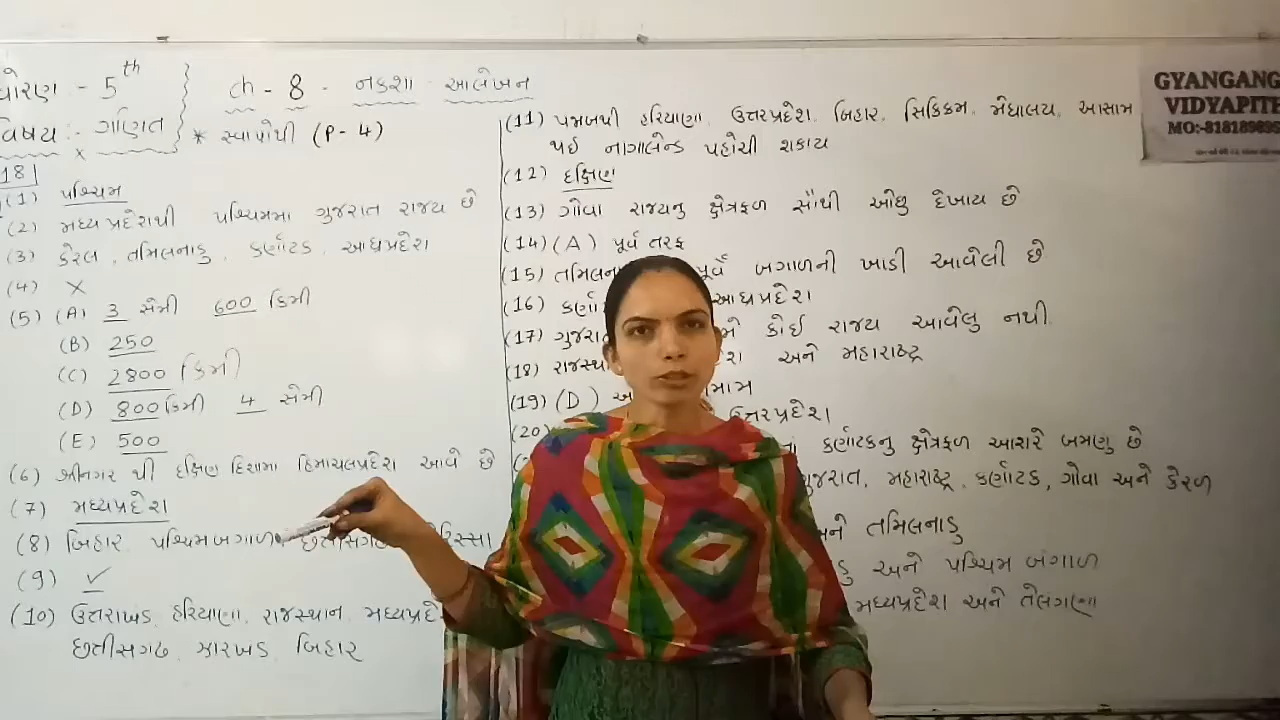 ધોરણ - 5th
વિષય :- ગણિત
ch - 8 - નકશા આલેખન
* સ્વાપોથી (P - 4)
18
(1) પશ્ચિમ
(2) મધ્યપ્રદેશથી પશ્ચિમમા ગુજરાત રાજ્ય છે
(3) કેરલ, તમિલનાડુ, કર્ણાટક, આંધ્રપ્રદેશ
(4) X
(5) (A) 3 સેમી 600 કિમી
(B) 250
(C) 2800 કિમી
(D) 800 કિમી 4 સેમી
(E) 500
(6) શ્રીનગર થી દક્ષિણ દિશામા હિમાચલપ્રદેશ આવે છે
(7) મધ્યપ્રદેશ
(8) બિહાર, પશ્ચિમબગાળ, છત્તીસગઢ
(9) ✓
(10) ઉત્તરાખંડ, હરિયાણા, રાજસ્થાન, મધ્યપ્રદે
છત્તીસગઢ, ઝારખંડ, બિહાર
(11) પંજાબથી હરિયાણા, ઉત્તરપ્રદેશ, બિહાર, સિક્કિમ, મેઘાલય, આસામ
થઈ નાગાલેન્ડ પહોચી શકાય
(12) દક્ષિણ
(13) ગોવા રાજ્યનુ ક્ષેત્રફળ સૌથી ઓછુ દેખાય છે
(14) (A) પૂર્વ તરફ
(15) તમિલના પૂર્વે બગાળની ખાડી આવેલી છે
(16) કર્ણા આંધ્રપ્રદેશ
(17) ગુજરા મે કોઈ રાજ્ય આવેલુ નથી.
(18) રાજસ્થા શ અને મહારાષ્ટ્ર
(19) (D) આ
(20) ઉત્તરપ્રદેશ
કર્ણાટકનુ ક્ષેત્રફળ આશરે બમણુ છે
ગુજરાત, મહારાષ્ટ્ર, કર્ણાટક, ગોવા અને કેરળ
અને તમિલનાડુ
ડુ અને પશ્ચિમ બંગાળ
મધ્યપ્રદેશ અને તેલંગણા
GYANGANG
VIDYAPITH
MO:-818189895